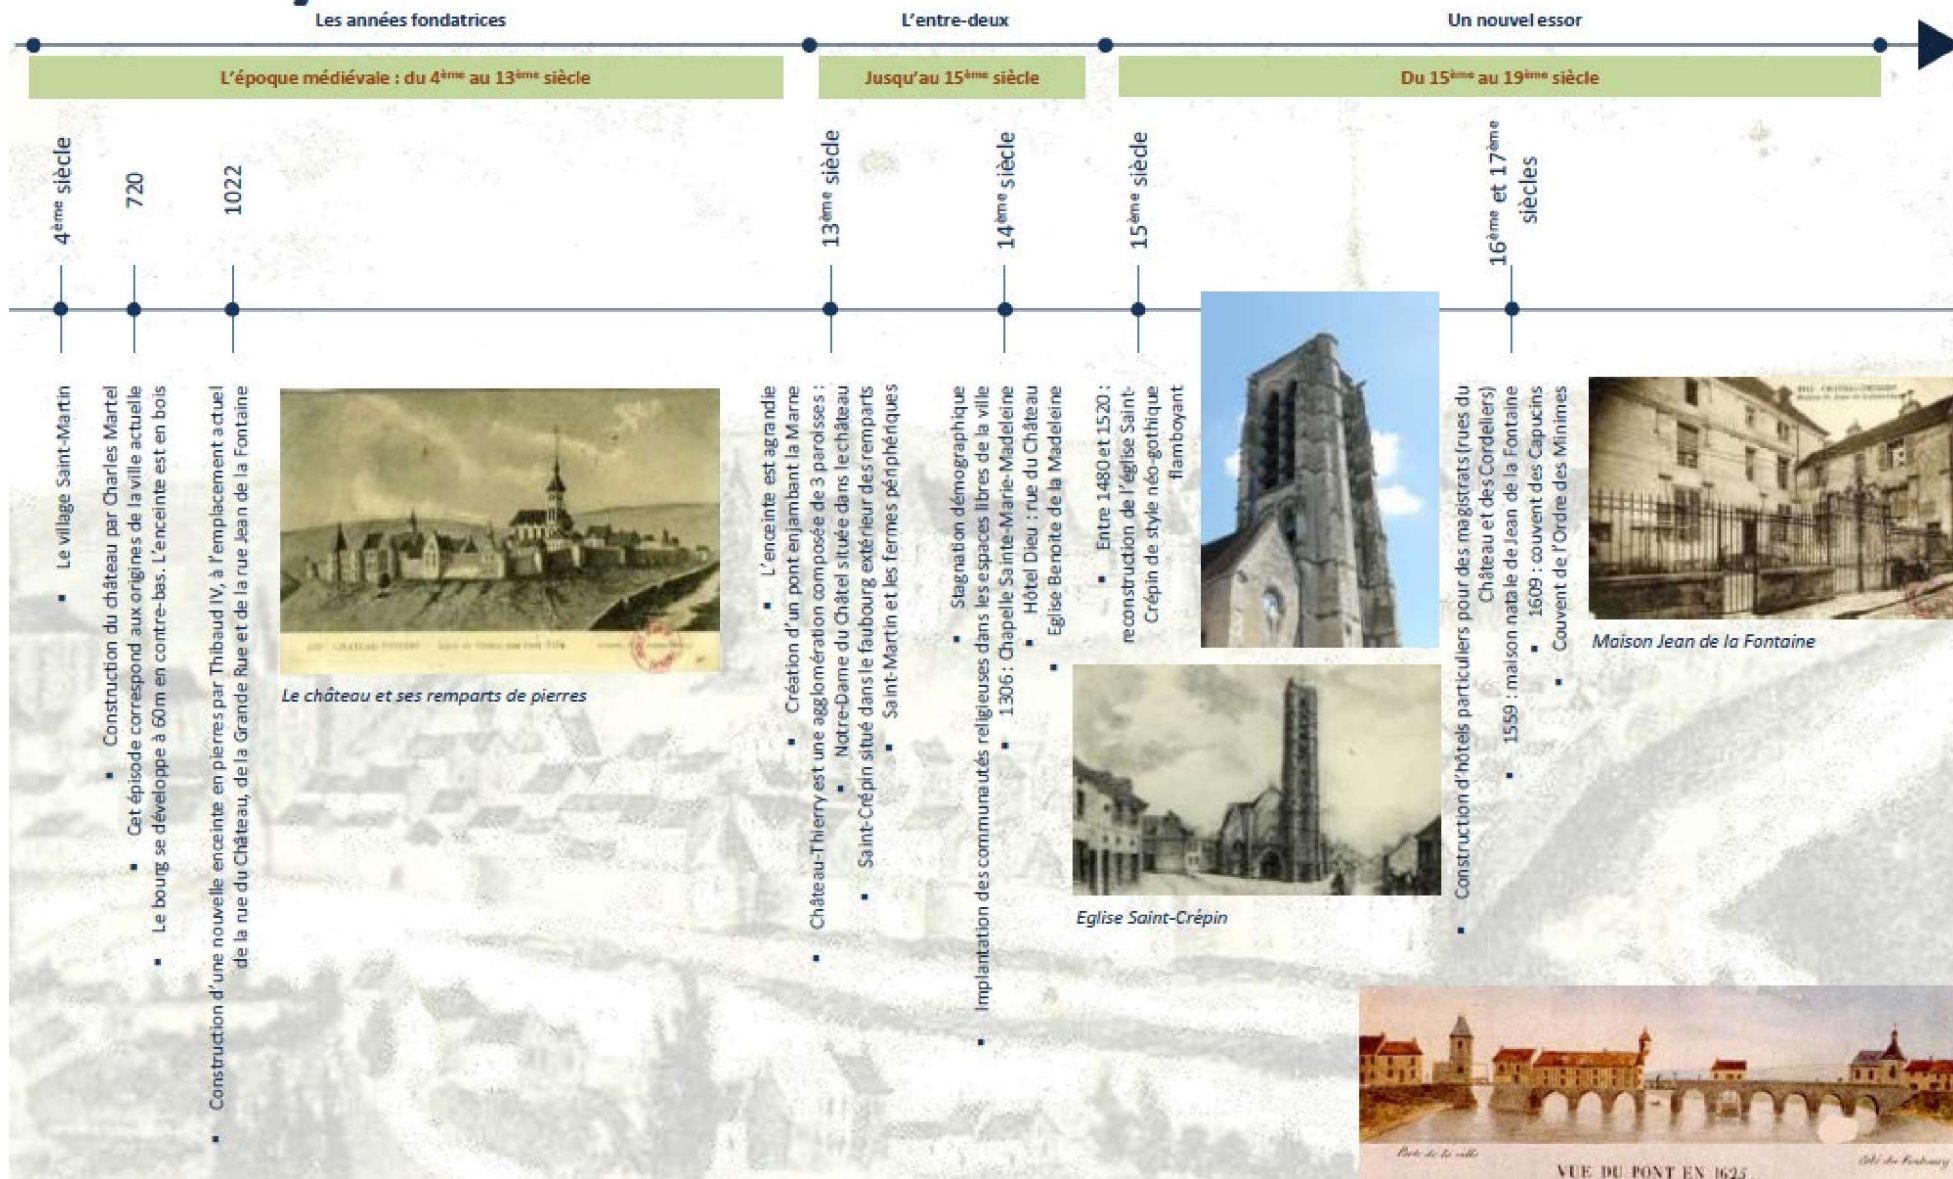 Les années fondatrices
L'entre-deux
Un nouvel essor
L'époque médiévale : du 4ème au 13ème siècle
Jusqu'au 15ème siècle
Du 15ème au 19ème siècle
4ème siècle
720
1022
13ème siècle
14ème siècle
15ème siècle
16ème et 17ème
siècles
▪ Le village Saint-Martin
▪ Construction du château par Charles Martel
▪ Cet épisode correspond aux origines de la ville actuelle
▪ Le bourg se développe à 60m en contre-bas. L'enceinte est en bois
▪ Construction d'une nouvelle enceinte en pierres par Thibaud IV, à l'emplacement actuel
de la rue du Château, de la Grande Rue et de la rue Jean de la Fontaine
Le château et ses remparts de pierres
▪ L'enceinte est agrandie
▪ Création d'un pont enjambant la Marne
▪ Château-Thierry est une agglomération composée de 3 paroisses :
▪ Notre-Dame du Châtel située dans le château
▪ Saint-Crépin situé dans le faubourg extérieur des remparts
▪ Saint-Martin et les fermes périphériques
▪ Stagnation démographique
▪ Implantation des communautés religieuses dans les espaces libres de la ville
▪ 1306 : Chapelle Sainte-Marie-Madeleine
▪ Hôtel Dieu : rue du Château
▪ Eglise Benoite de la Madeleine
▪ Entre 1480 et 1520 :
reconstruction de l'église Saint-
Crépin de style néo-gothique
flamboyant
Eglise Saint-Crépin
▪ Construction d'hôtels particuliers pour des magistrats (rues du
Château et des Cordeliers)
▪ 1559 : maison natale de Jean de la Fontaine
▪ 1609 : couvent des Capucins
▪ Couvent de l'Ordre des Minimes
Maison Jean de la Fontaine
Porte de la ville
Côté du Faubourg
VUE DU PONT EN 1625.